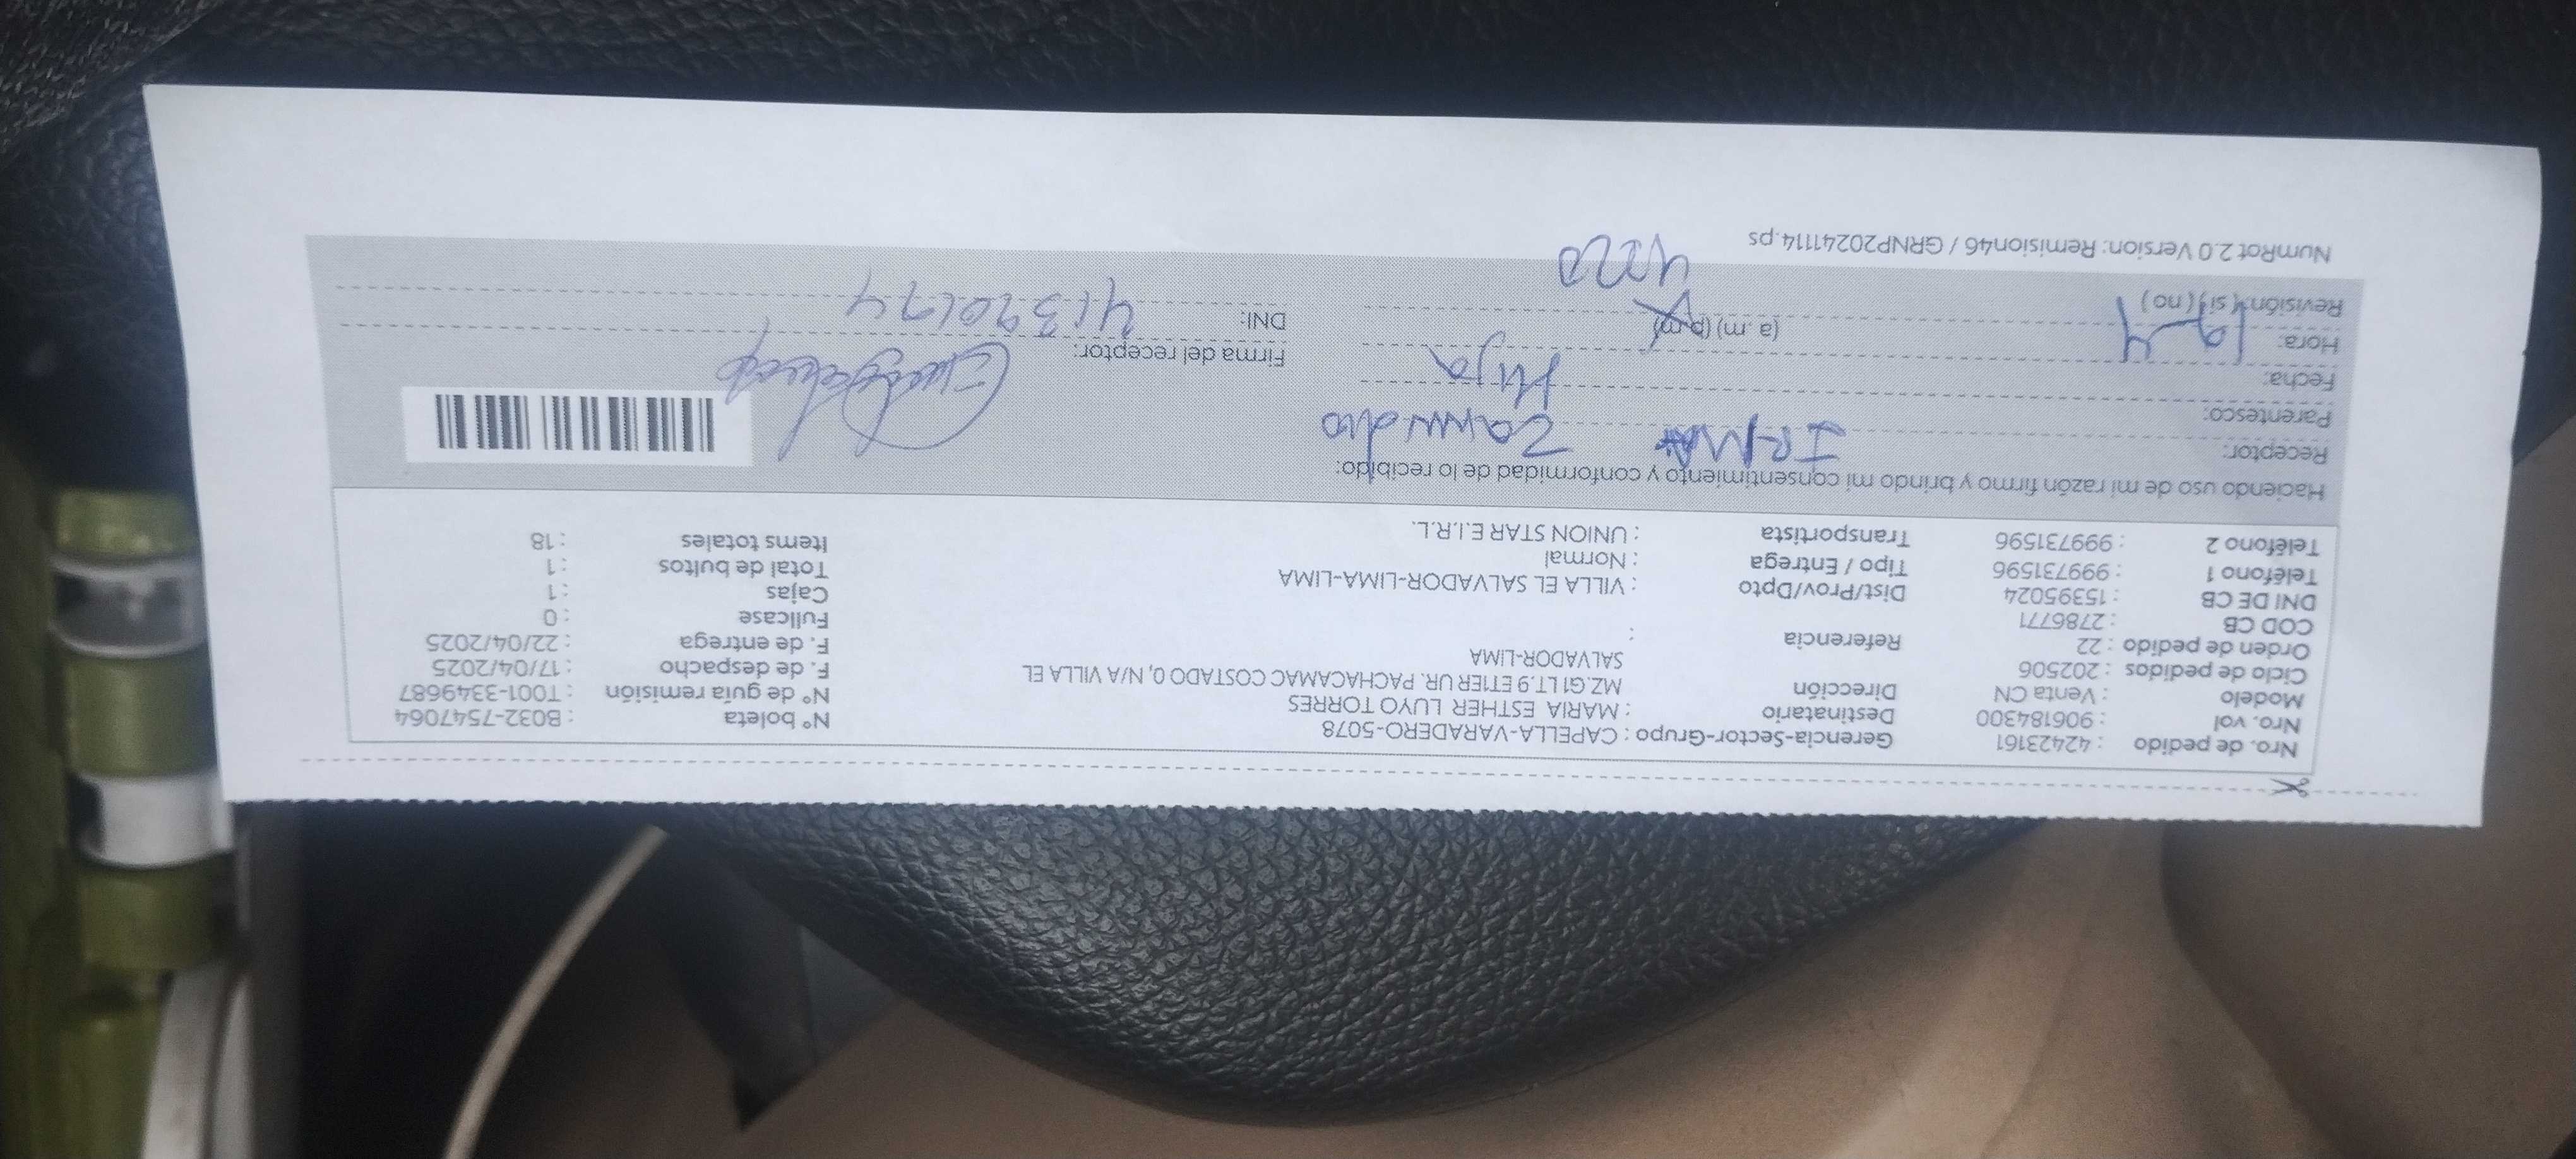 Nro. de pedido : 42423161 Gerencia-Sector-Grupo : CAPELLA-VARADERO-5078 N° boleta : B032-7547064
Nro. vol : 906184300 Destinatario : MARIA ESTHER LUYO TORRES N° de guía remisión : T001-3349687
Modelo : Venta CN Dirección MZ.G1 LT.9 ET1ER UR. PACHACAMAC COSTADO 0, N/A VILLA EL F. de despacho : 17/04/2025
Ciclo de pedidos : 202506 SALVADOR-LIMA F. de entrega : 22/04/2025
Orden de pedido : 22 Referencia : Fullcase : 0
COD CB : 2786771 Cajas : 1
DNI DE CB : 15395024 Dist/Prov/Dpto : VILLA EL SALVADOR-LIMA-LIMA Total de bultos : 1
Teléfono 1 : 999731596 Tipo / Entrega : Normal Items totales : 18
Teléfono 2 : 999731596 Transportista : UNION STAR E.I.R.L.
Haciendo uso de mi razón firmo y brindo mi consentimiento y conformidad de lo recibido:
Receptor: IRMA Zamudio
Parentesco: Hija
Fecha: Firma del receptor:
Hora: (a. m) (p. m) DNI: 41390174
Revisión: (si) (no)
NumRot 2.0 Version: Remision46 / GRNP20241114.ps